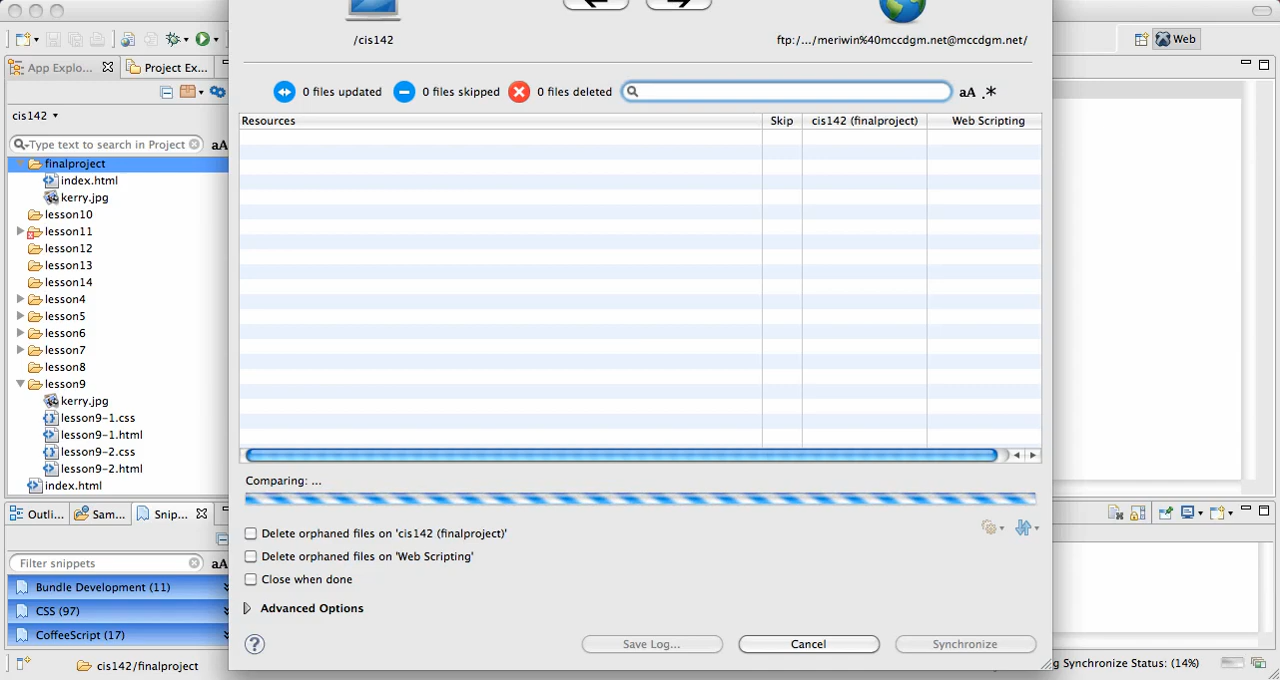 /cis142
ftp:/.../meriwin%40mccdgm.net@mccdgm.net/
Web
App Explo...
Project Ex...
0 files updated
0 files skipped
0 files deleted
aA .*
cis142
Type text to search in Project
aA
Resources
Skip
cis142 (finalproject)
Web Scripting
finalproject
index.html
kerry.jpg
lesson10
lesson11
lesson12
lesson13
lesson14
lesson4
lesson5
lesson6
lesson7
lesson8
lesson9
kerry.jpg
lesson9-1.css
lesson9-1.html
lesson9-2.css
lesson9-2.html
index.html
Comparing: ...
Outli...
Sam...
Snip...
Delete orphaned files on 'cis142 (finalproject)'
Delete orphaned files on 'Web Scripting'
Close when done
Advanced Options
Filter snippets
aA
Bundle Development (11)
CSS (97)
CoffeeScript (17)
?
Save Log...
Cancel
Synchronize
cis142/finalproject
g Synchronize Status: (14%)